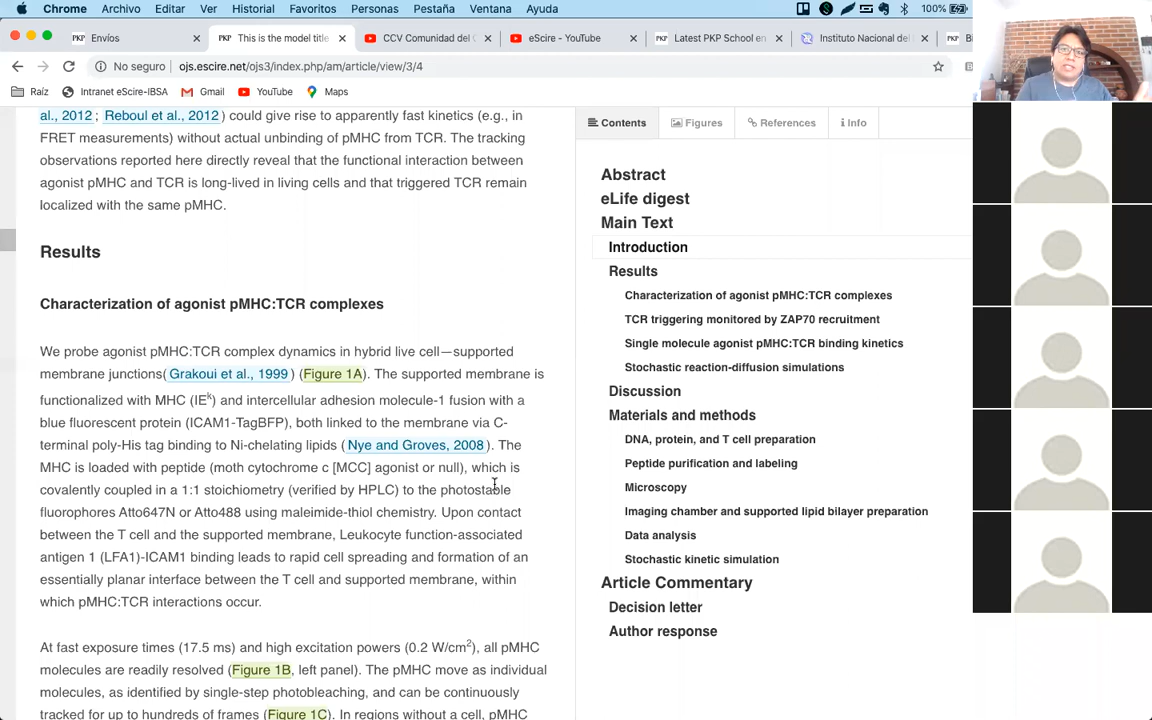 Chrome Archivo Editar Ver Historial Favoritos Personas Pestaña Ventana Ayuda 100%
PKP Envíos
PKP This is the model title
CCV Comunidad del
eScire - YouTube
PKP Latest PKP School en
Instituto Nacional del
PKP
No seguro ojs.escire.net/ojs3/index.php/am/article/view/3/4
Raíz Intranet eScire-IBSA Gmail YouTube Maps
al., 2012; Reboul et al., 2012) could give rise to apparently fast kinetics (e.g., in
FRET measurements) without actual unbinding of pMHC from TCR. The tracking
observations reported here directly reveal that the functional interaction between
agonist pMHC and TCR is long-lived in living cells and that triggered TCR remain
localized with the same pMHC.
Results
Characterization of agonist pMHC:TCR complexes
We probe agonist pMHC:TCR complex dynamics in hybrid live cell—supported
membrane junctions( Grakoui et al., 1999 ) (Figure 1A). The supported membrane is
functionalized with MHC (IEk) and intercellular adhesion molecule-1 fusion with a
blue fluorescent protein (ICAM1-TagBFP), both linked to the membrane via C-
terminal poly-His tag binding to Ni-chelating lipids ( Nye and Groves, 2008 ). The
MHC is loaded with peptide (moth cytochrome c [MCC] agonist or null), which is
covalently coupled in a 1:1 stoichiometry (verified by HPLC) to the photostable
fluorophores Atto647N or Atto488 using maleimide-thiol chemistry. Upon contact
between the T cell and the supported membrane, Leukocyte function-associated
antigen 1 (LFA1)-ICAM1 binding leads to rapid cell spreading and formation of an
essentially planar interface between the T cell and supported membrane, within
which pMHC:TCR interactions occur.
At fast exposure times (17.5 ms) and high excitation powers (0.2 W/cm2), all pMHC
molecules are readily resolved (Figure 1B, left panel). The pMHC move as individual
molecules, as identified by single-step photobleaching, and can be continuously
tracked for up to hundreds of frames (Figure 1C). In regions without a cell, pMHC
Contents Figures References Info
Abstract
eLife digest
Main Text
Introduction
Results
Characterization of agonist pMHC:TCR complexes
TCR triggering monitored by ZAP70 recruitment
Single molecule agonist pMHC:TCR binding kinetics
Stochastic reaction-diffusion simulations
Discussion
Materials and methods
DNA, protein, and T cell preparation
Peptide purification and labeling
Microscopy
Imaging chamber and supported lipid bilayer preparation
Data analysis
Stochastic kinetic simulation
Article Commentary
Decision letter
Author response